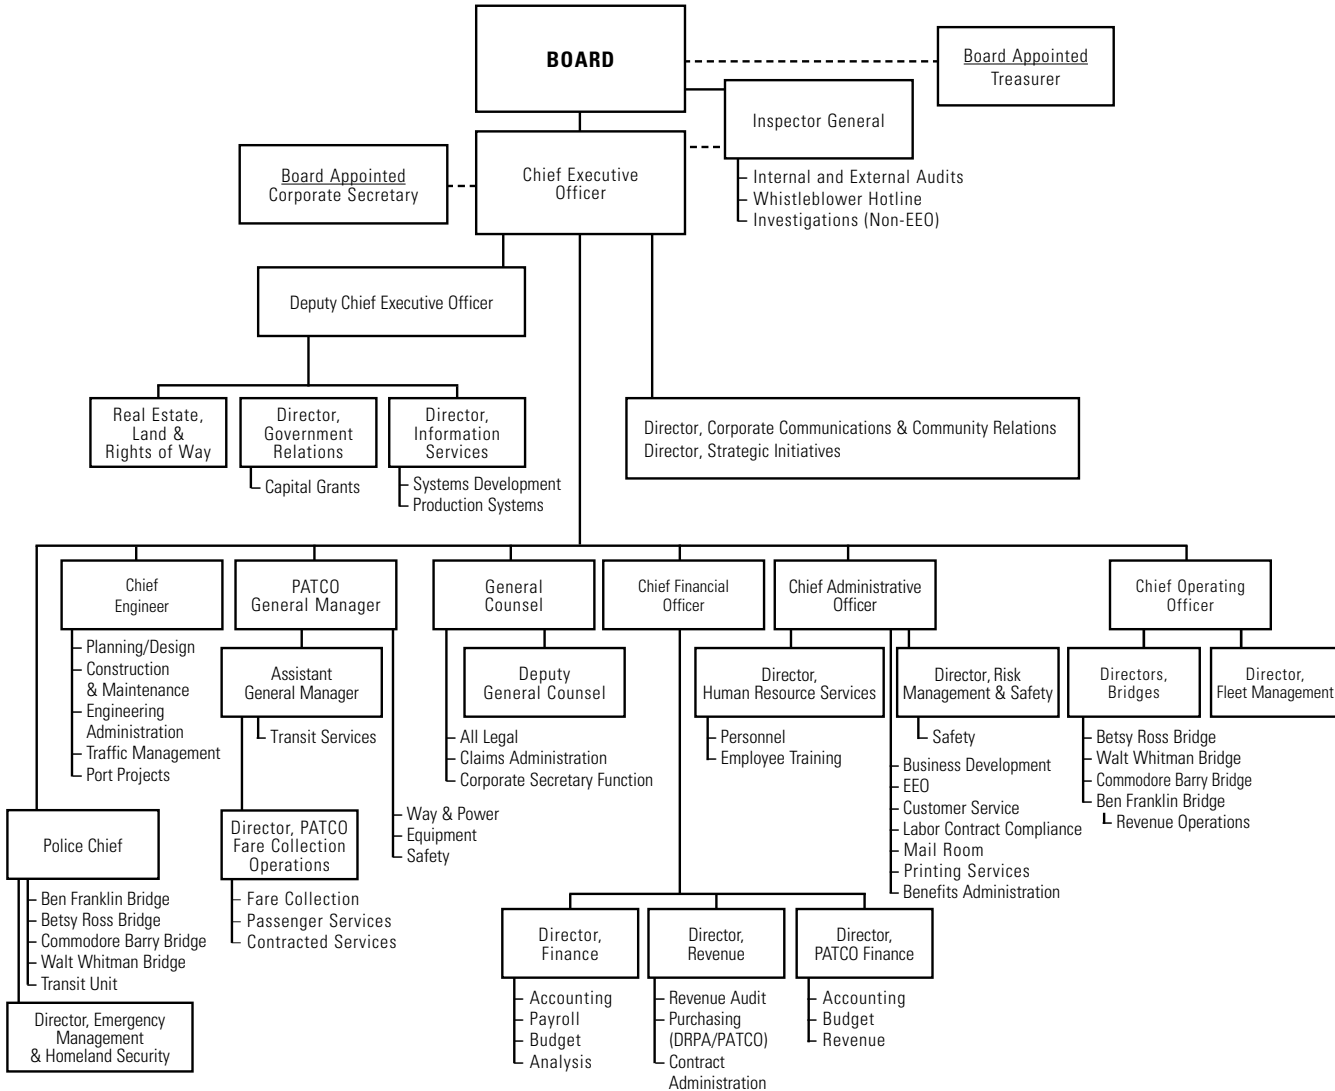 BOARD
Board Appointed
Treasurer
Inspector General
– Internal and External Audits
– Whistleblower Hotline
– Investigations (Non-EEO)
Board Appointed
Corporate Secretary
Chief Executive
Officer
Deputy Chief Executive Officer
Real Estate,
Land &
Rights of Way
Director,
Government
Relations
– Capital Grants
Director,
Information
Services
– Systems Development
– Production Systems
Director, Corporate Communications & Community Relations
Director, Strategic Initiatives
Chief
Engineer
– Planning/Design
– Construction
& Maintenance
– Engineering
Administration
– Traffic Management
– Port Projects
PATCO
General Manager
Assistant
General Manager
– Transit Services
– Way & Power
– Equipment
– Safety
Director, PATCO
Fare Collection
Operations
– Fare Collection
– Passenger Services
– Contracted Services
Police Chief
– Ben Franklin Bridge
– Betsy Ross Bridge
– Commodore Barry Bridge
– Walt Whitman Bridge
– Transit Unit
Director, Emergency
Management
& Homeland Security
General
Counsel
Deputy
General Counsel
– All Legal
– Claims Administration
– Corporate Secretary Function
Chief Financial
Officer
Director,
Finance
– Accounting
– Payroll
– Budget
– Analysis
Director,
Revenue
– Revenue Audit
– Purchasing
(DRPA/PATCO)
– Contract
Administration
Director,
PATCO Finance
– Accounting
– Budget
– Revenue
Chief Administrative
Officer
Director,
Human Resource Services
– Personnel
– Employee Training
Director, Risk
Management & Safety
– Safety
– Business Development
– EEO
– Customer Service
– Labor Contract Compliance
– Mail Room
– Printing Services
– Benefits Administration
Chief Operating
Officer
Directors,
Bridges
– Betsy Ross Bridge
– Walt Whitman Bridge
– Commodore Barry Bridge
– Ben Franklin Bridge
– Revenue Operations
Director,
Fleet Management